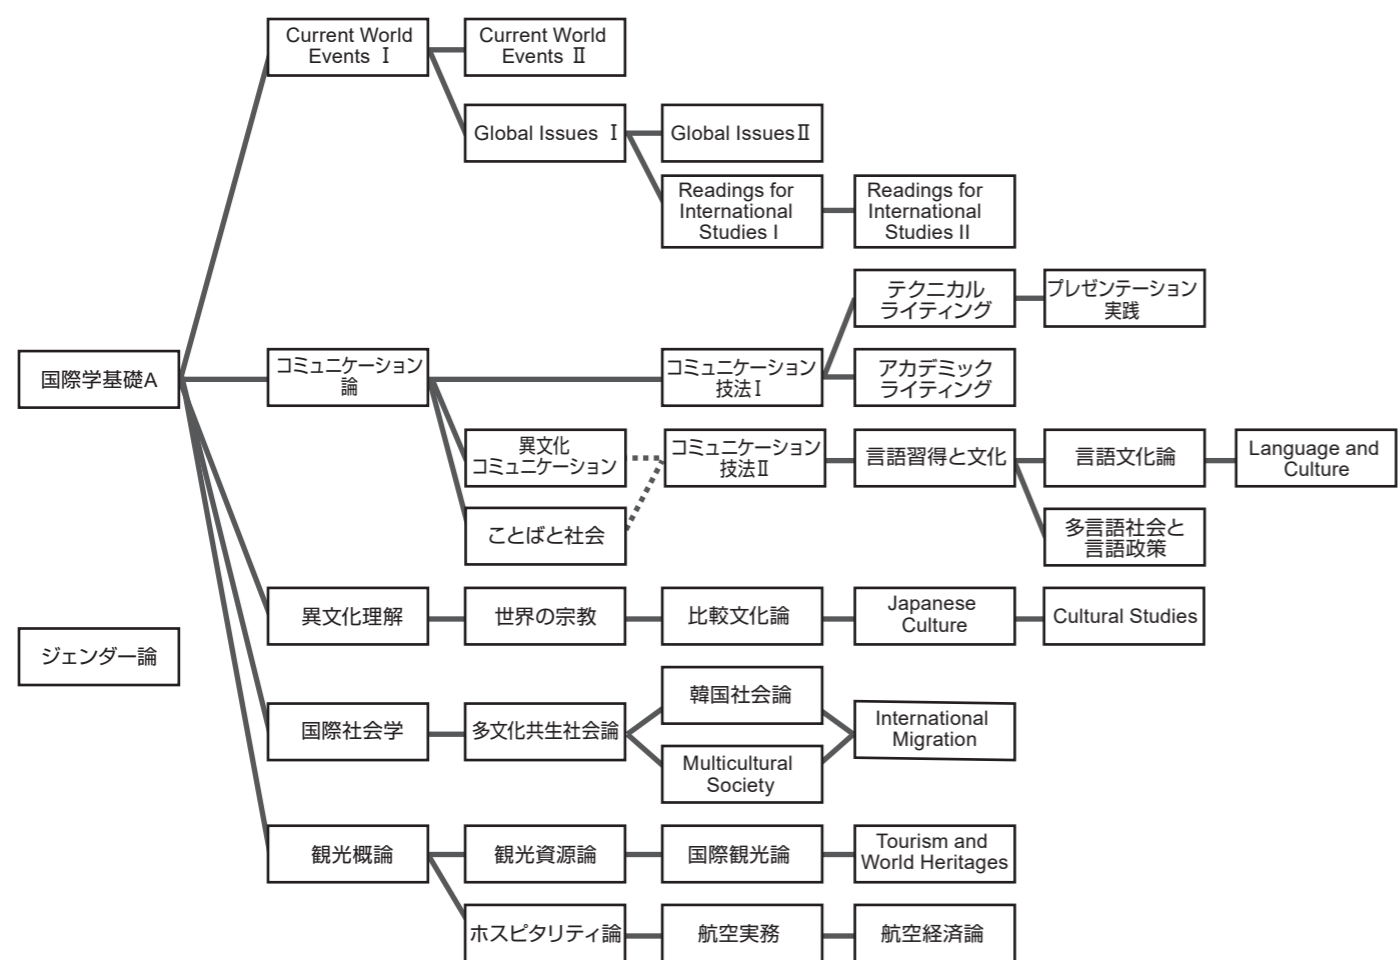 Current World
Events Ⅰ
Current World
Events Ⅱ
Global Issues Ⅰ
Global IssuesⅡ
Readings for
International
Studies I
Readings for
International
Studies II
テクニカル
ライティング
プレゼンテーション
実践
国際学基礎A
コミュニケーション
論
コミュニケーション
技法Ⅰ
アカデミック
ライティング
異文化
コミュニケーション
コミュニケーション
技法Ⅱ
言語習得と文化
言語文化論
Language and
Culture
ことばと社会
多言語社会と
言語政策
異文化理解
世界の宗教
比較文化論
Japanese
Culture
Cultural Studies
ジェンダー論
国際社会学
多文化共生社会論
韓国社会論
Multicultural
Society
International
Migration
観光概論
観光資源論
国際観光論
Tourism and
World Heritages
ホスピタリティ論
航空実務
航空経済論